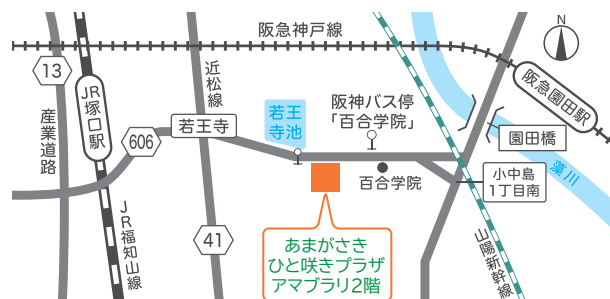 阪急神戸線
N
13
近松線
JR
塚口駅
阪急園田駅
産業道路
606
若王寺
若王
寺池
阪神バス停
「百合学院」
園田橋
藻川
百合学院
小中島
1丁目南
JR福知山線
41
あまがさき
ひと咲きプラザ
アマブラリ2階
山陽新幹線